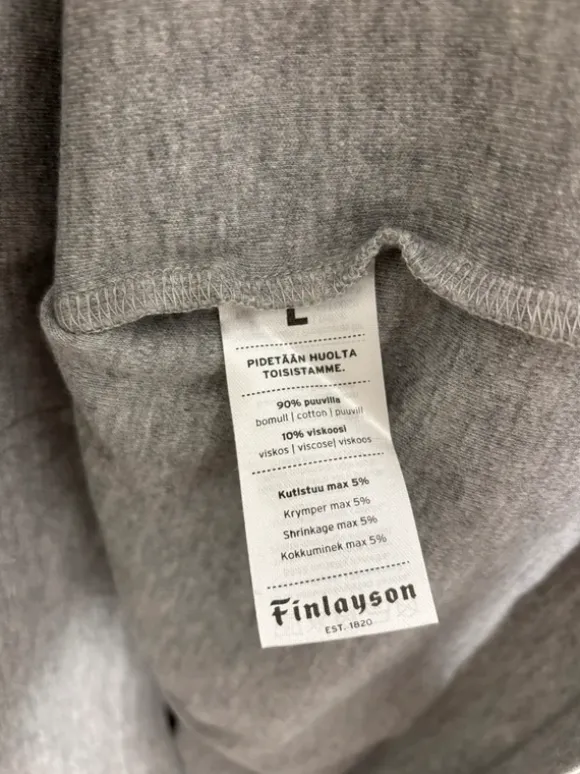 L
PIDETÄÄN HUOLTA
TOISISTAMME.
90% puuvilla
bomull | cotton | puuvill
10% viskoosi
viskos | viscose| viskoos
Kutistuu max 5%
Krymper max 5%
Shrinkage max 5%
Kokkuminek max 5%
Finlayson
EST. 1820